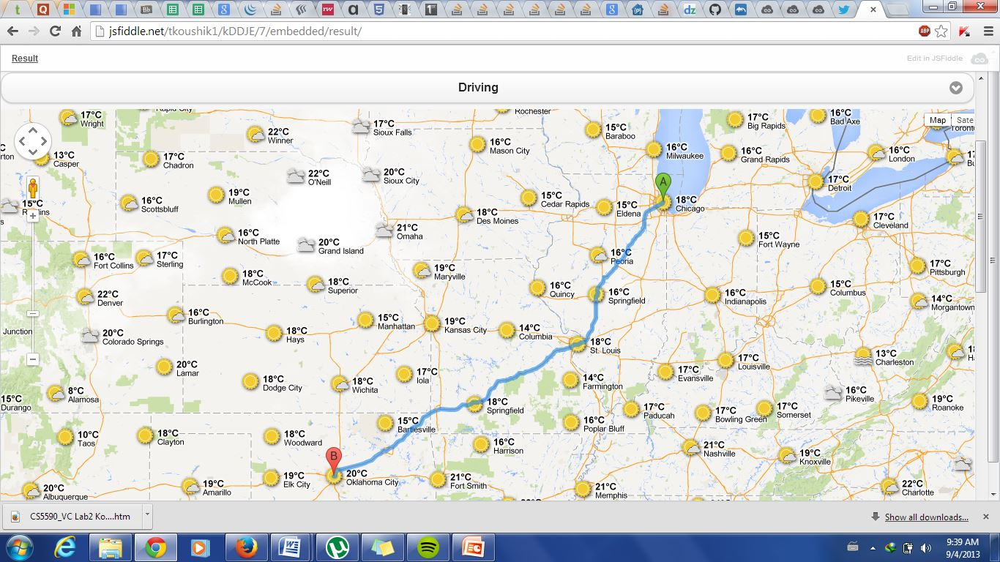 jsfiddle.net/tkoushik1/kDDJE/7/embedded/result/
ABP
Result
Edit in JSFiddle
Driving
Map
Sate
Rochester
17°C
Wright
22°C
Winner
17°C
Sioux Falls
16°C
Mason City
15°C
Baraboo
17°C
Big Rapids
16°C
Bad Axe
Toront
13°C
Casper
17°C
Chadron
22°C
O'Neill
20°C
Sioux City
16°C
Milwaukee
16°C
Grand Rapids
16°C
London
17°C
Detroit
15°C
16°C
Scottsbluff
19°C
Mullen
15°C
Cedar Rapids
15°C
Eldena
A
18°C
Chicago
18°C
Des Moines
17°C
Cleveland
16°C
North Platte
20°C
Grand Island
21°C
Omaha
15°C
Fort Wayne
16°C
Fort Collins
17°C
Sterling
16°C
Peoria
17°C
Pittsburgh
18°C
McCook
18°C
Superior
19°C
Maryville
16°C
Quincy
16°C
Springfield
16°C
Indianapolis
15°C
Columbus
22°C
Denver
14°C
Morgantown
16°C
Burlington
15°C
Manhattan
19°C
Kansas City
14°C
Columbia
Junction
20°C
Colorado Springs
18°C
Hays
18°C
St. Louis
13°C
Charleston
20°C
Lamar
17°C
Louisville
17°C
Evansville
18°C
Dodge City
18°C
Wichita
17°C
Iola
14°C
Farmington
16°C
Pikeville
8°C
Alamosa
15°C
Durango
18°C
Springfield
17°C
Paducah
17°C
Bowling Green
17°C
Somerset
19°C
Roanoke
15°C
Bartlesville
16°C
Poplar Bluff
10°C
Taos
18°C
Clayton
18°C
Woodward
16°C
Harrison
21°C
Nashville
19°C
Knoxville
B
20°C
Oklahoma City
19°C
Elk City
21°C
Fort Smith
20°C
Albuquerque
19°C
Amarillo
21°C
Memphis
22°C
Charlotte
CS5590_VC Lab2 Ko....htm
Show all downloads...
9:39 AM
9/4/2013